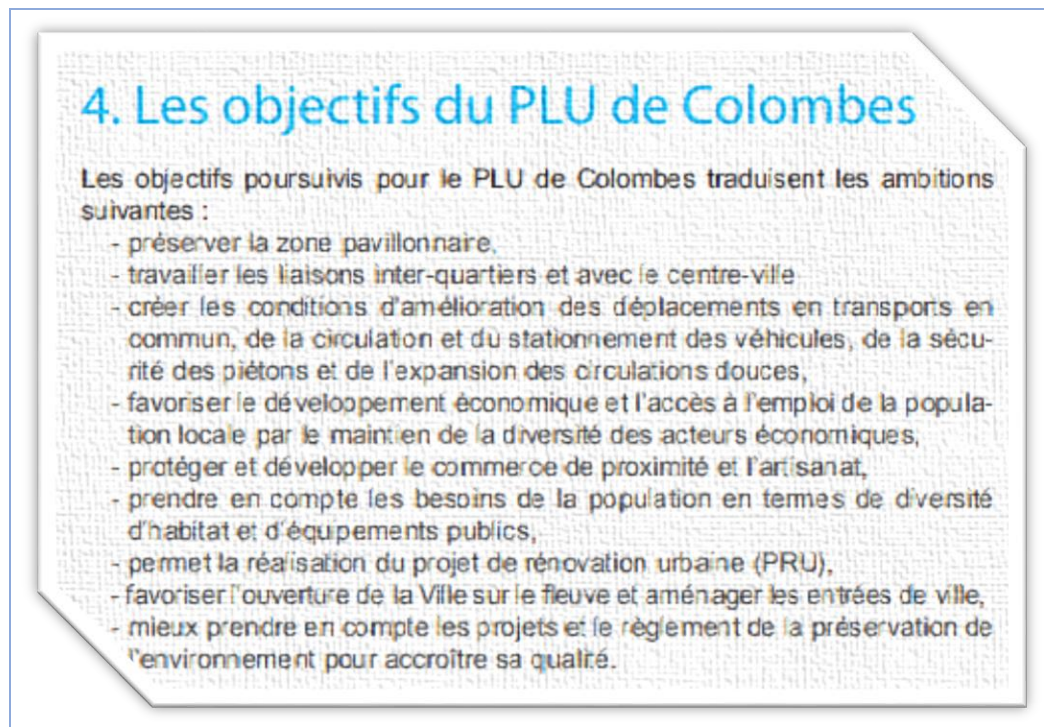 4. Les objectifs du PLU de Colombes
Les objectifs poursuivis pour le PLU de Colombes traduisent les ambitions
suivantes :
- préserver la zone pavillonnaire,
- travailler les liaisons inter-quartiers et avec le centre-ville
- créer les conditions d'amélioration des déplacements en transports en
commun, de la circulation et du stationnement des véhicules, de la sécu-
rité des piétons et de l'expansion des circulations douces,
- favoriser le développement économique et l'accès à l'emploi de la popula-
tion locale par le maintien de la diversité des acteurs économiques,
- protéger et développer le commerce de proximité et l'artisanat,
- prendre en compte les besoins de la population en termes de diversité
d'habitat et d'équipements publics,
- permet la réalisation du projet de rénovation urbaine (PRU),
- favoriser l'ouverture de la Ville sur le fleuve et aménager les entrées de ville,
- mieux prendre en compte les projets et le règlement de la préservation de
l'environnement pour accroître sa qualité.